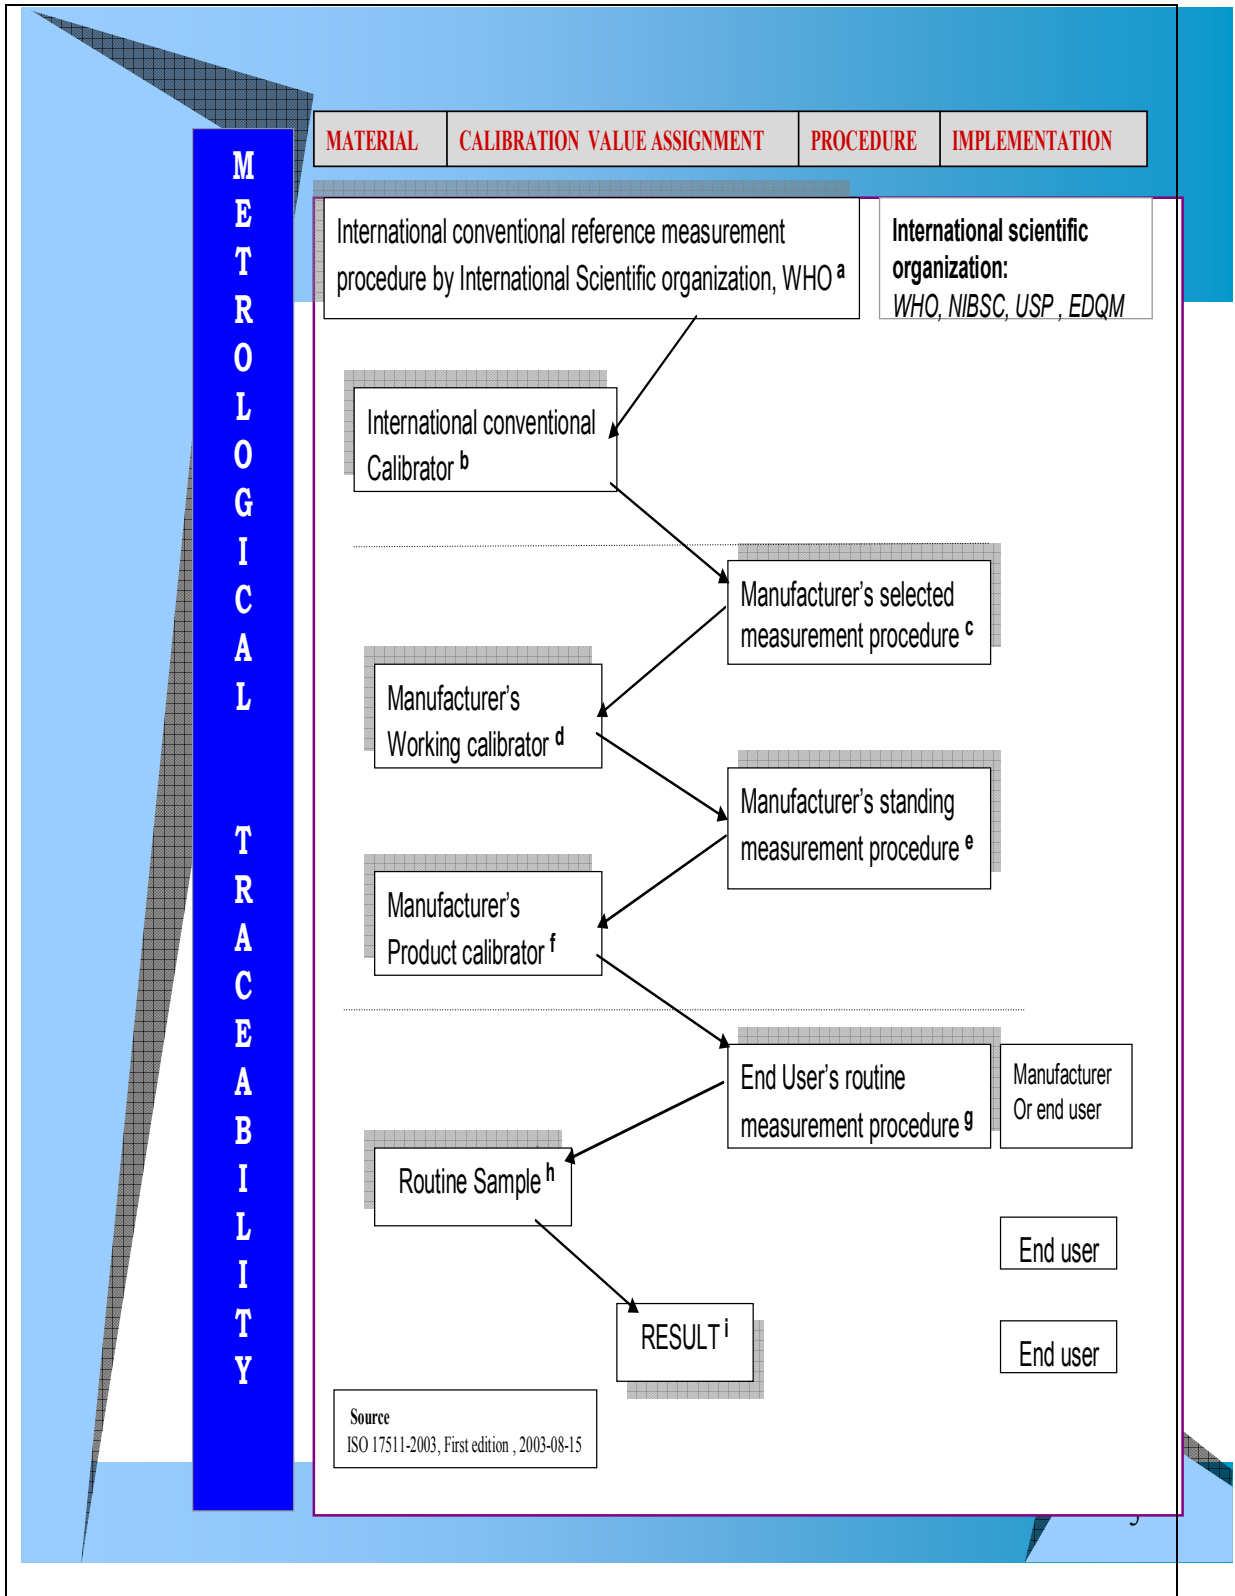 MATERIAL CALIBRATION VALUE ASSIGNMENT PROCEDURE IMPLEMENTATION
METROLOGICAL TRACEABILITY
International conventional reference measurement
procedure by International Scientific organization, WHO a
International scientific
organization:
WHO, NIBSC, USP , EDQM
International conventional
Calibrator b
Manufacturer's selected
measurement procedure c
Manufacturer's
Working calibrator d
Manufacturer's standing
measurement procedure e
Manufacturer's
Product calibrator f
End User's routine
measurement procedure g
Manufacturer
Or end user
Routine Sample h
End user
RESULT i
End user
Source
ISO 17511-2003, First edition , 2003-08-15